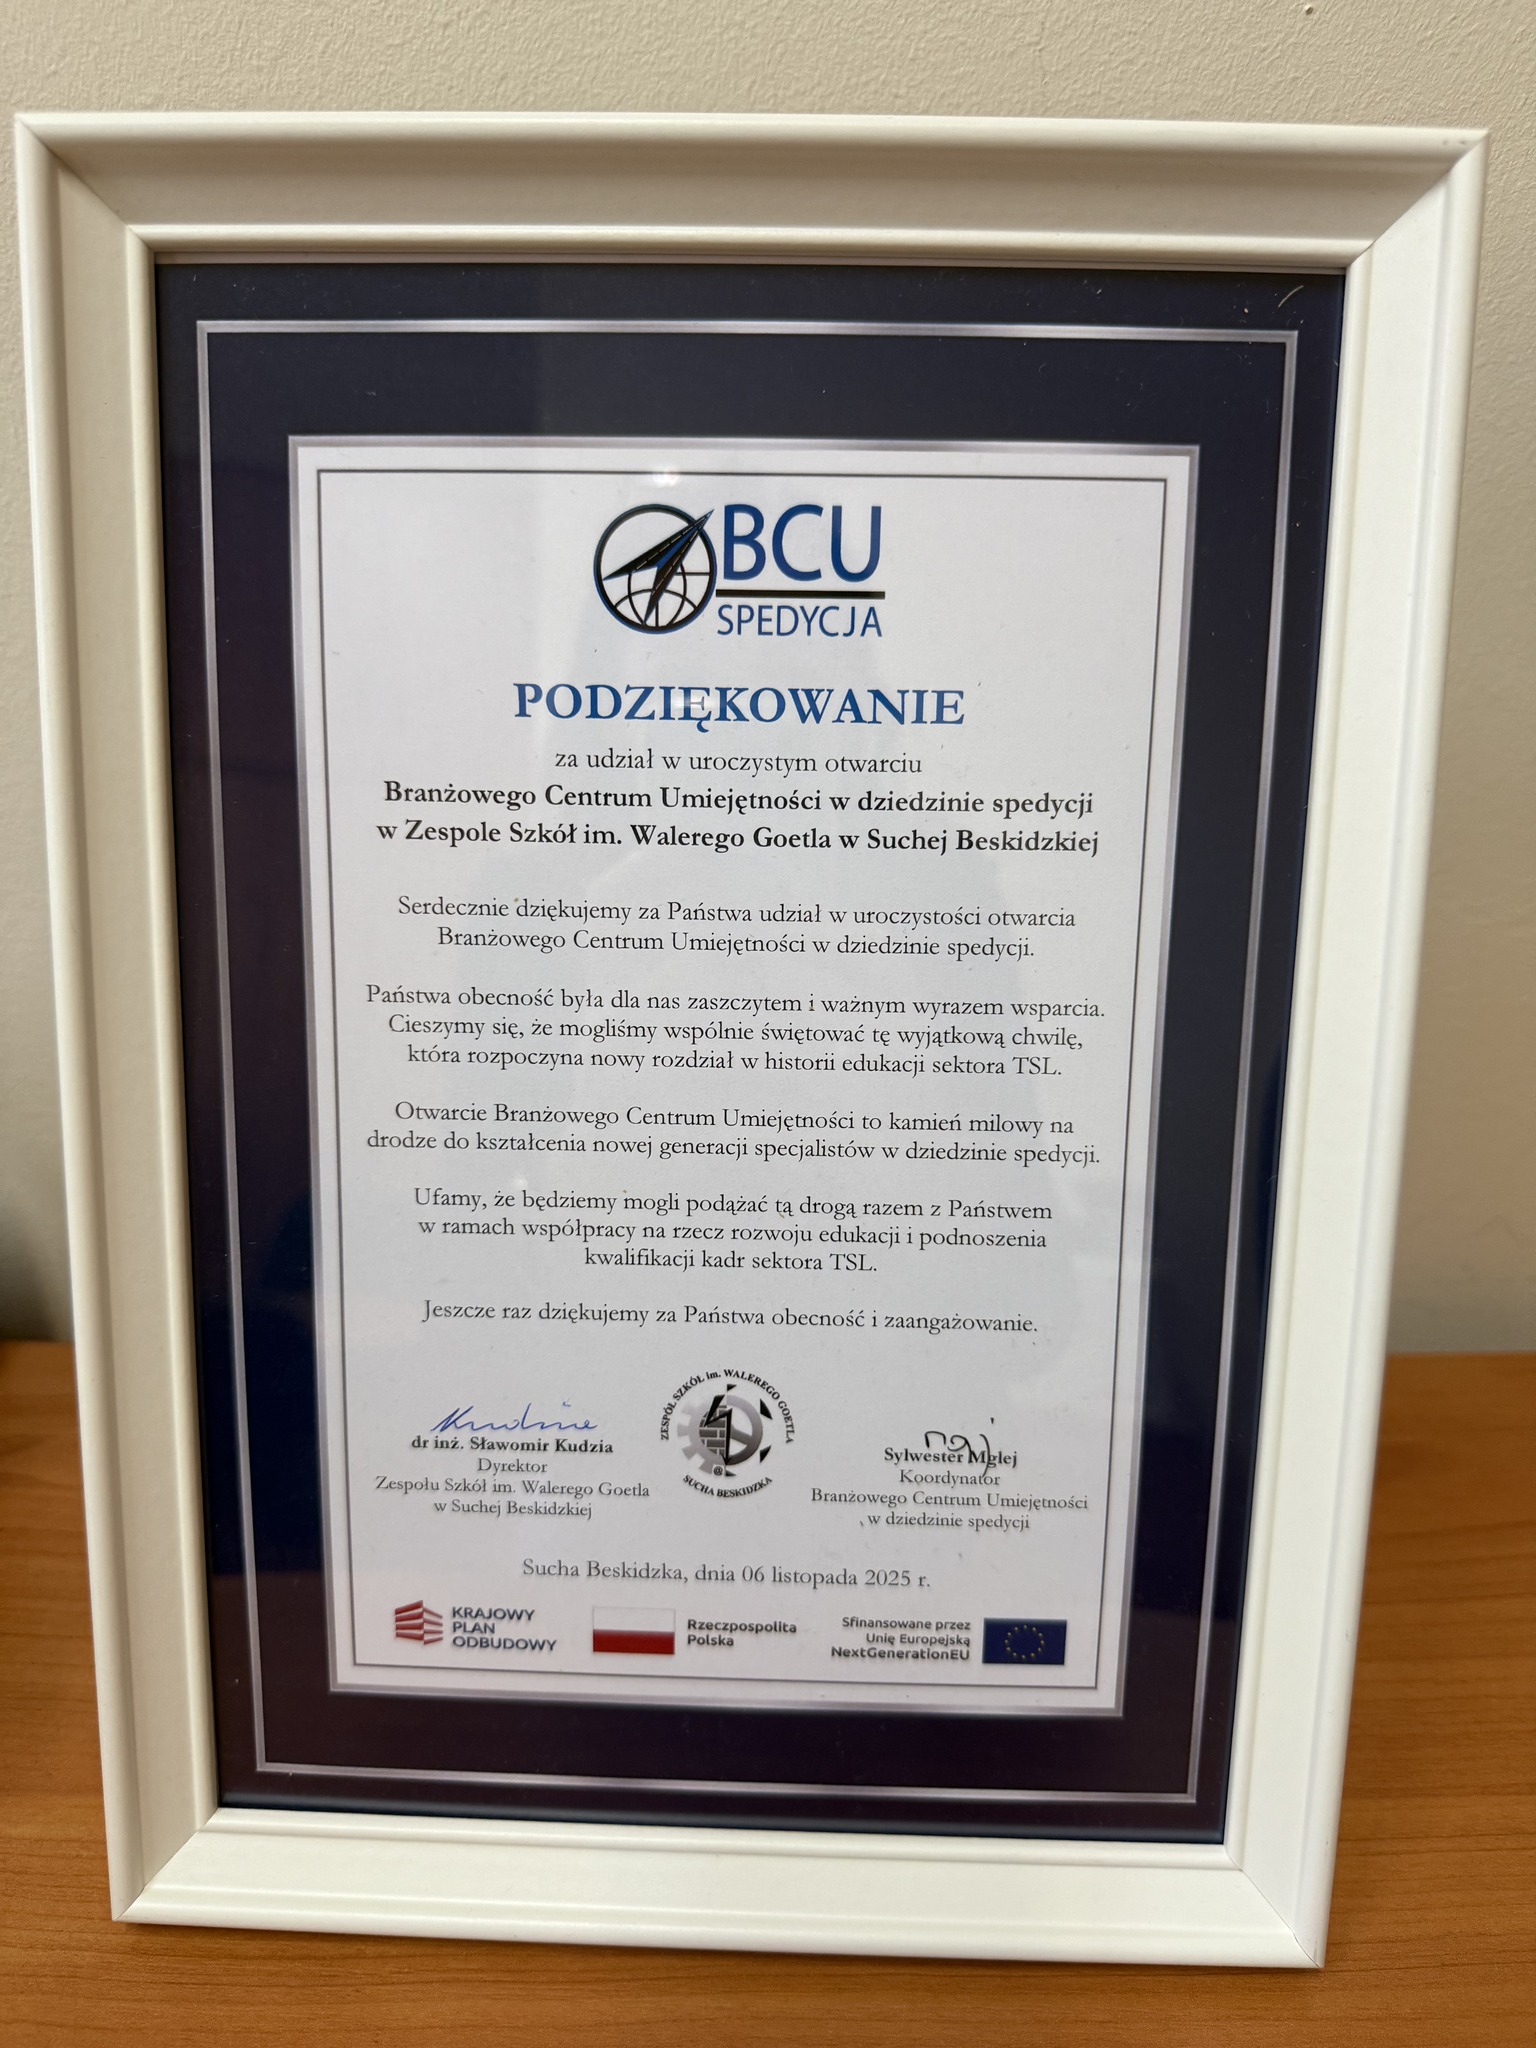 BCU
SPEDYCJA
PODZIĘKOWANIE
za udział w uroczystym otwarciu
Branżowego Centrum Umiejętności w dziedzinie spedycji
w Zespole Szkół im. Walerego Goetla w Suchej Beskidzkiej
Serdecznie dziękujemy za Państwa udział w uroczystości otwarcia
Branżowego Centrum Umiejętności w dziedzinie spedycji.
Państwa obecność była dla nas zaszczytem i ważnym wyrazem wsparcia.
Cieszymy się, że mogliśmy wspólnie świętować tę wyjątkową chwilę,
która rozpoczyna nowy rozdział w historii edukacji sektora TSL.
Otwarcie Branżowego Centrum Umiejętności to kamień milowy na
drodze do kształcenia nowej generacji specjalistów w dziedzinie spedycji.
Ufamy, że będziemy mogli podążać tą drogą razem z Państwem
w ramach współpracy na rzecz rozwoju edukacji i podnoszenia
kwalifikacji kadr sektora TSL.
Jeszcze raz dziękujemy za Państwa obecność i zaangażowanie.
Kudzia
dr inż. Sławomir Kudzia
Dyrektor
Zespołu Szkół im. Walerego Goetla
w Suchej Beskidzkiej
ZESPÓŁ SZKÓŁ im. WALEREGO GOETLA
SUCHA BESKIDZKA
Sylwester Mglej
Koordynator
Branżowego Centrum Umiejętności
w dziedzinie spedycji
Sucha Beskidzka, dnia 06 listopada 2025 r.
KRAJOWY
PLAN
ODBUDOWY
Rzeczpospolita
Polska
Sfinansowane przez
Unię Europejską
NextGenerationEU